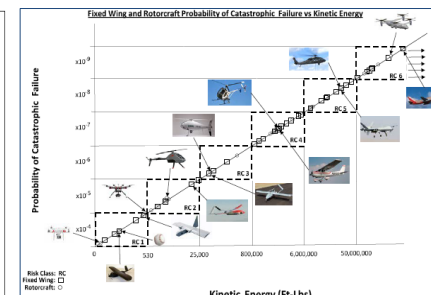 Fixed Wing and Rotorcraft Probability of Catastrophic Failure vs Kinetic Energy
Probability of Catastrophic Failure
x10-9
x10-8
x10-7
x10-6
x10-5
x10-4
RC 6
RC 5
RC 4
RC 3
RC 2
RC 1
0
530
25,000
800,000
6,000,000
50,000,000
Risk Class: RC
Fixed Wing: □
Rotorcraft: ○
Kinetic Energy (Ft-Lbs)